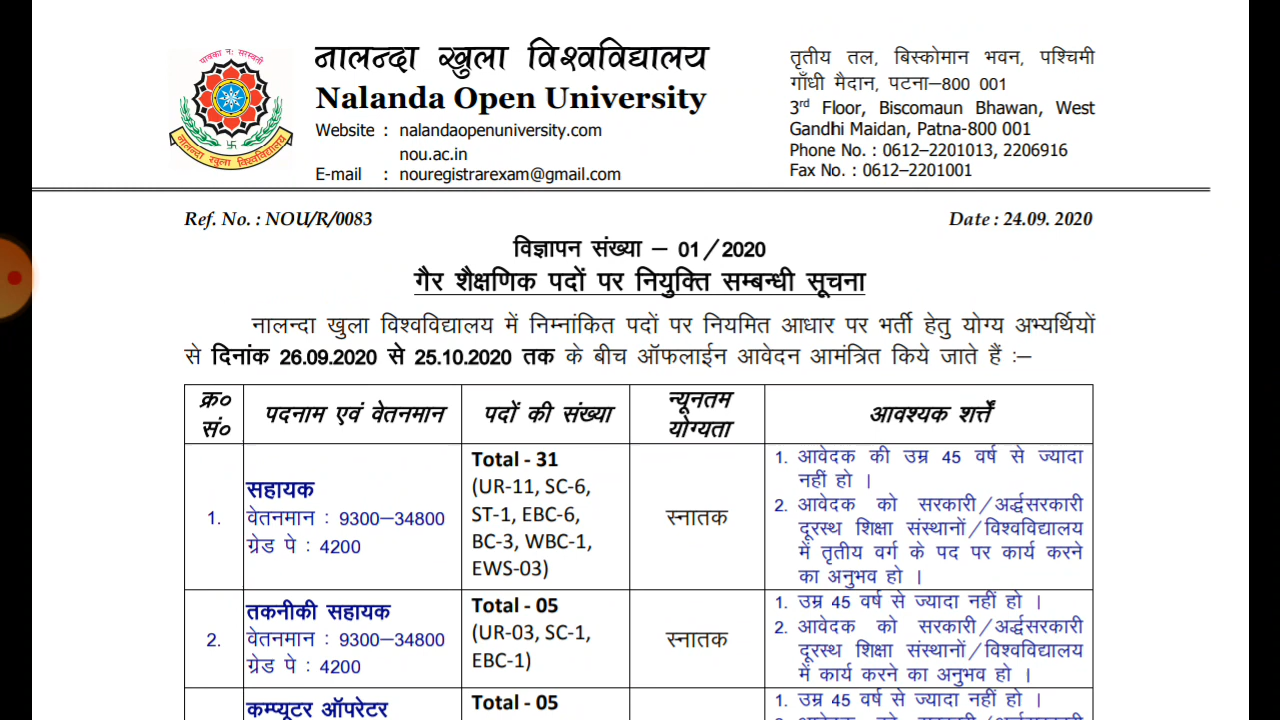 पावका नः सरस्वती
नालन्दा खुला विश्वविद्यालय
नालन्दा खुला विश्वविद्यालय
Nalanda Open University
Website : nalandaopenuniversity.com
nou.ac.in
E-mail : nouregistrarexam@gmail.com
तृतीय तल, बिस्कोमान भवन, पश्चिमी
गाँधी मैदान, पटना–800 001
3rd Floor, Biscomaun Bhawan, West
Gandhi Maidan, Patna-800 001
Phone No. : 0612–2201013, 2206916
Fax No. : 0612–2201001
Ref. No. : NOU/R/0083
Date : 24.09. 2020
विज्ञापन संख्या – 01/2020
गैर शैक्षणिक पदों पर नियुक्ति सम्बन्धी सूचना
नालन्दा खुला विश्वविद्यालय में निम्नांकित पदों पर नियमित आधार पर भर्ती हेतु योग्य अभ्यर्थियों
से दिनांक 26.09.2020 से 25.10.2020 तक के बीच ऑफलाईन आवेदन आमंत्रित किये जाते हैं :–
क्र०
सं०
पदनाम एवं वेतनमान
पदों की संख्या
न्यूनतम
योग्यता
आवश्यक शर्त्तें
1.
सहायक
वेतनमान : 9300–34800
ग्रेड पे : 4200
Total - 31
(UR-11, SC-6,
ST-1, EBC-6,
BC-3, WBC-1,
EWS-03)
स्नातक
1. आवेदक की उम्र 45 वर्ष से ज्यादा
नहीं हो ।
2. आवेदक को सरकारी/अर्द्धसरकारी
दूरस्थ शिक्षा संस्थानों/विश्वविद्यालय
में तृतीय वर्ग के पद पर कार्य करने
का अनुभव हो ।
2.
तकनीकी सहायक
वेतनमान : 9300–34800
ग्रेड पे : 4200
Total - 05
(UR-03, SC-1,
EBC-1)
स्नातक
1. उम्र 45 वर्ष से ज्यादा नहीं हो ।
2. आवेदक को सरकारी/अर्द्धसरकारी
दूरस्थ शिक्षा संस्थानों/विश्वविद्यालय
में कार्य करने का अनुभव हो ।
कम्प्यूटर ऑपरेटर
Total - 05
1. उम्र 45 वर्ष से ज्यादा नहीं हो ।